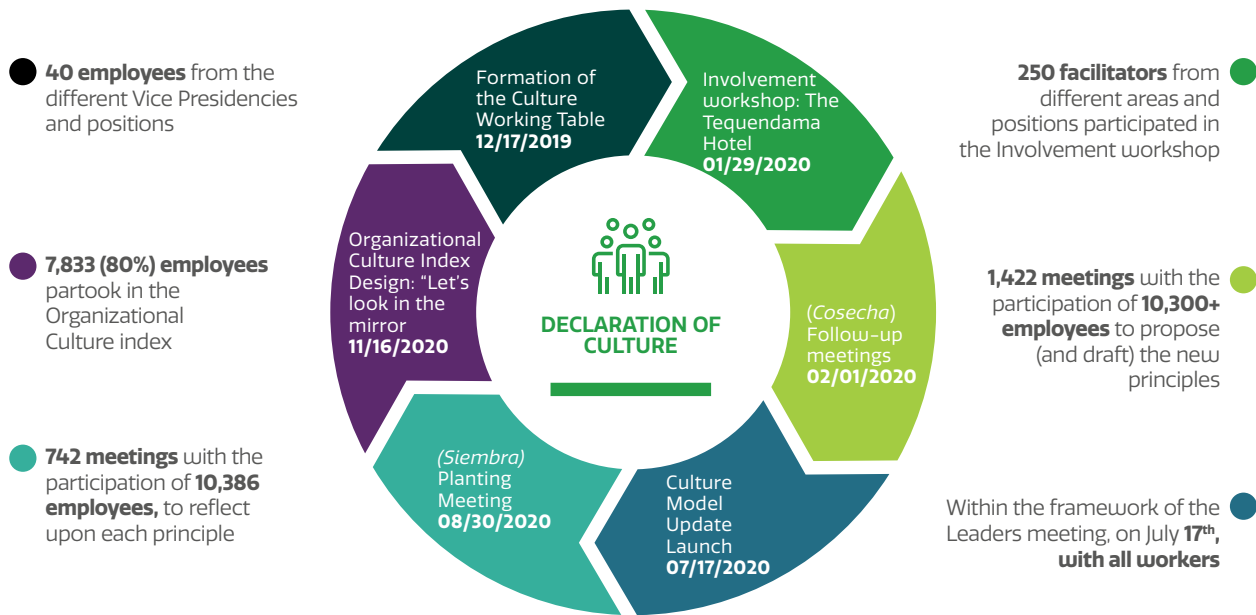 40 employees from the
different Vice Presidencies
and positions
7,833 (80%) employees
partook in the
Organizational
Culture index
742 meetings with the
participation of 10,386
employees, to reflect
upon each principle
Formation of
the Culture
Working Table
12/17/2019
Involvement
workshop: The
Tequendama
Hotel
01/29/2020
(Cosecha)
Follow-up
meetings
02/01/2020
Culture
Model
Update
Launch
07/17/2020
(Siembra)
Planting
Meeting
08/30/2020
Organizational
Culture Index
Design: "Let's
look in the
mirror
11/16/2020
DECLARATION OF
CULTURE
250 facilitators from
different areas and
positions participated in
the Involvement workshop
1,422 meetings with the
participation of 10,300+
employees to propose
(and draft) the new
principles
Within the framework of the
Leaders meeting, on July 17th,
with all workers